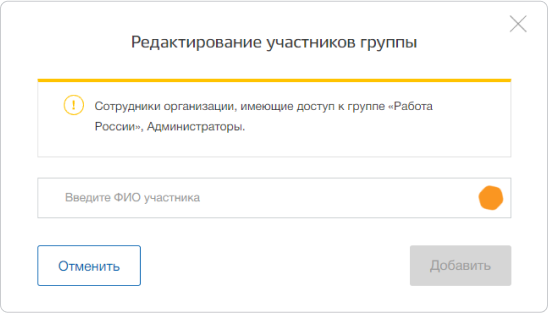 Редактирование участников группы
Сотрудники организации, имеющие доступ к группе «Работа
России», Администраторы.
Введите ФИО участника
Отменить
Добавить